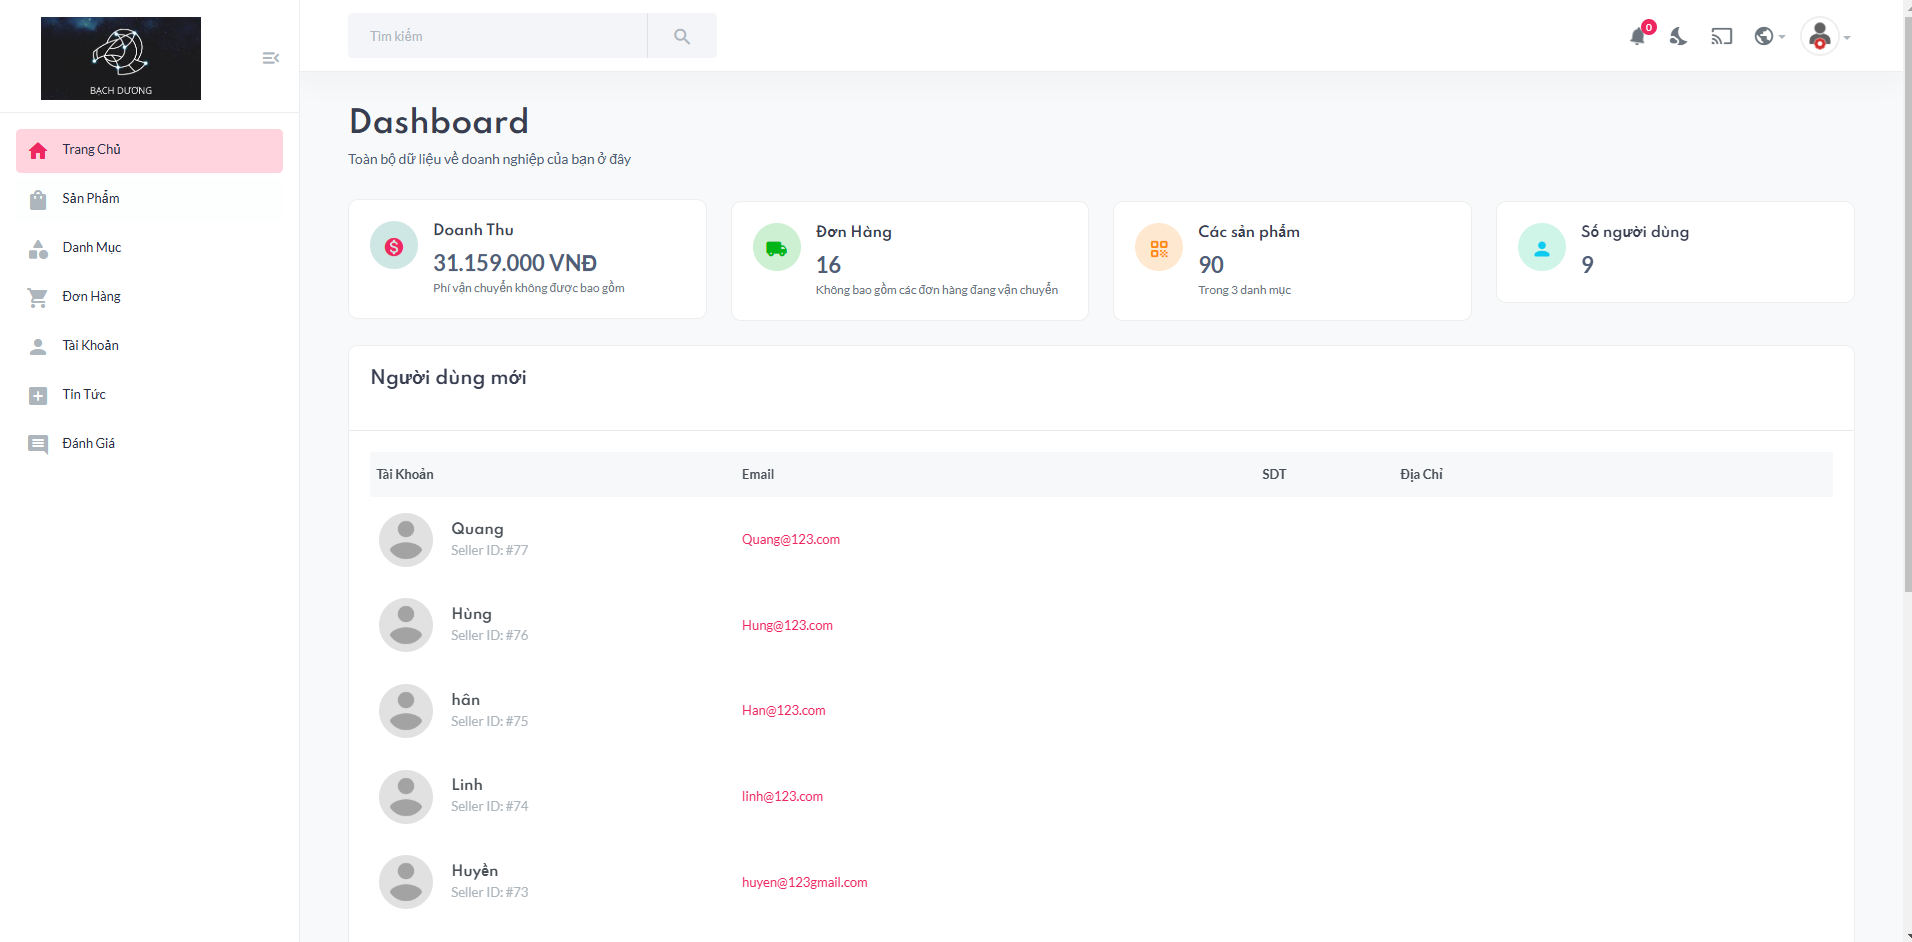 BẠCH DƯƠNG
Tìm kiếm
0
Trang Chủ
Sản Phẩm
Danh Mục
Đơn Hàng
Tài Khoản
Tin Tức
Đánh Giá
Dashboard
Toàn bộ dữ liệu về doanh nghiệp của bạn ở đây
Doanh Thu
31.159.000 VNĐ
Phí vận chuyển không được bao gồm
Đơn Hàng
16
Không bao gồm các đơn hàng đang vận chuyển
Các sản phẩm
90
Trong 3 danh mục
Số người dùng
9
Người dùng mới
Tài Khoản Email SDT Địa Chỉ
Quang
Seller ID: #77
Quang@123.com
Hùng
Seller ID: #76
Hung@123.com
hân
Seller ID: #75
Han@123.com
Linh
Seller ID: #74
linh@123.com
Huyền
Seller ID: #73
huyen@123gmail.com